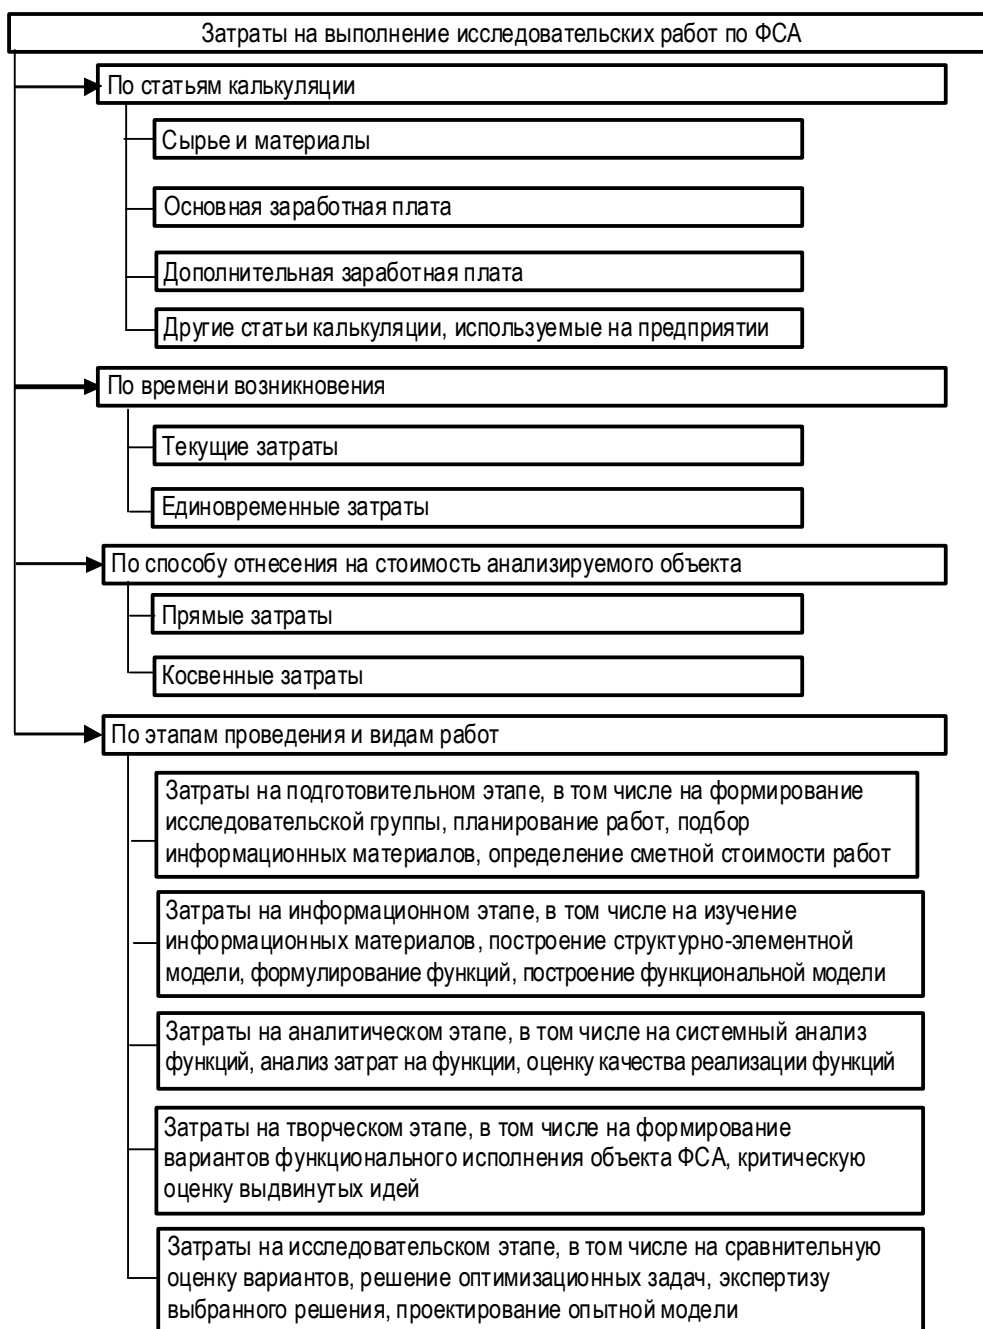 Затраты на выполнение исследовательских работ по ФСА
По статьям калькуляции
Сырье и материалы
Основная заработная плата
Дополнительная заработная плата
Другие статьи калькуляции, используемые на предприятии
По времени возникновения
Текущие затраты
Единовременные затраты
По способу отнесения на стоимость анализируемого объекта
Прямые затраты
Косвенные затраты
По этапам проведения и видам работ
Затраты на подготовительном этапе, в том числе на формирование
исследовательской группы, планирование работ, подбор
информационных материалов, определение сметной стоимости работ
Затраты на информационном этапе, в том числе на изучение
информационных материалов, построение структурно-элементной
модели, формулирование функций, построение функциональной модели
Затраты на аналитическом этапе, в том числе на системный анализ
функций, анализ затрат на функции, оценку качества реализации функций
Затраты на творческом этапе, в том числе на формирование
вариантов функционального исполнения объекта ФСА, критическую
оценку выдвинутых идей
Затраты на исследовательском этапе, в том числе на сравнительную
оценку вариантов, решение оптимизационных задач, экспертизу
выбранного решения, проектирование опытной модели